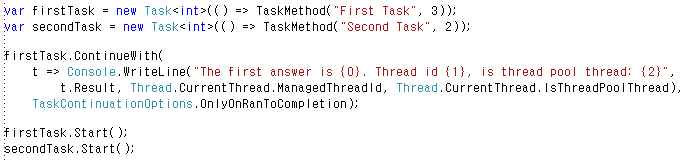 var firstTask = new Task<int>(() => TaskMethod("First Task", 3));
var secondTask = new Task<int>(() => TaskMethod("Second Task", 2));
firstTask.ContinueWith(
t => Console.WriteLine("The first answer is {0}. Thread id {1}, is thread pool thread: {2}",
t.Result, Thread.CurrentThread.ManagedThreadId, Thread.CurrentThread.IsThreadPoolThread),
TaskContinuationOptions.OnlyOnRanToCompletion);
firstTask.Start();
secondTask.Start();